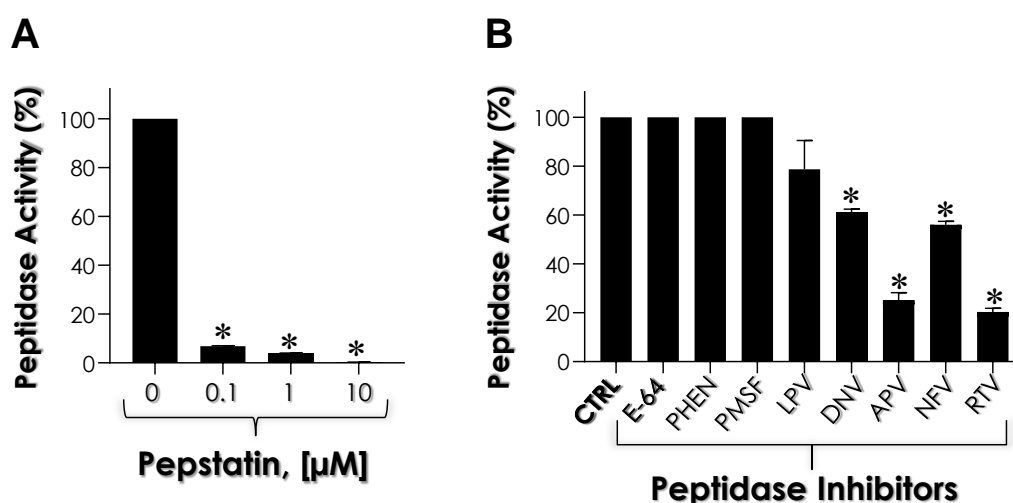 A
Peptidase Activity (%)
100
80
60
40
20
0
* * *
0 0.1 1 10
Pepstatin, [µM]
B
Peptidase Activity (%)
100
80
60
40
20
0
* * * *
CTRL E-64 PHEN PMSF LPV DNV APV NFV RTV
Peptidase Inhibitors